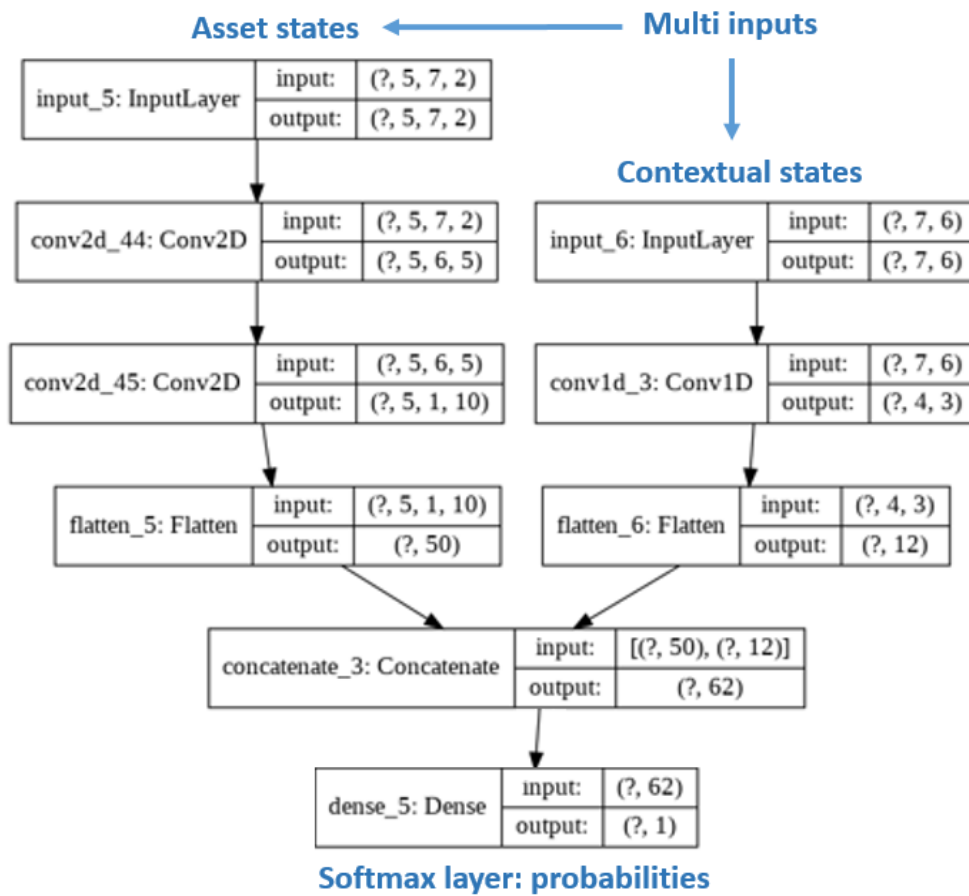 Asset states
Multi inputs
input_5: InputLayer
input: (?, 5, 7, 2)
output: (?, 5, 7, 2)
Contextual states
conv2d_44: Conv2D
input: (?, 5, 7, 2)
output: (?, 5, 6, 5)
input_6: InputLayer
input: (?, 7, 6)
output: (?, 7, 6)
conv2d_45: Conv2D
input: (?, 5, 6, 5)
output: (?, 5, 1, 10)
conv1d_3: Conv1D
input: (?, 7, 6)
output: (?, 4, 3)
flatten_5: Flatten
input: (?, 5, 1, 10)
output: (?, 50)
flatten_6: Flatten
input: (?, 4, 3)
output: (?, 12)
concatenate_3: Concatenate
input: [(?, 50), (?, 12)]
output: (?, 62)
dense_5: Dense
input: (?, 62)
output: (?, 1)
Softmax layer: probabilities